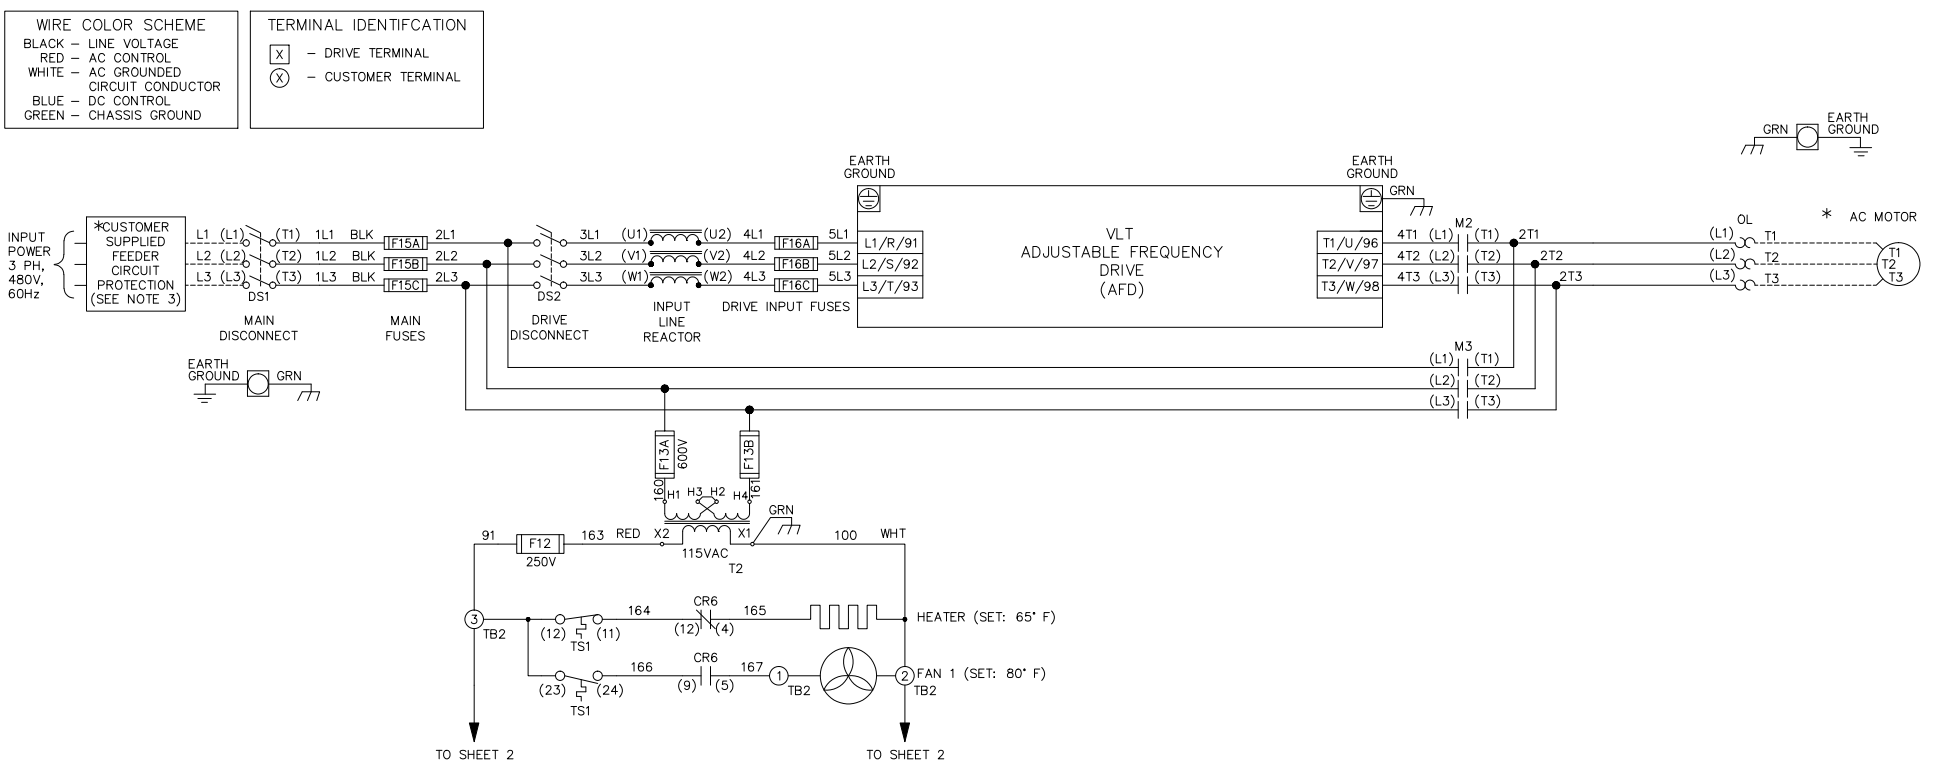 WIRE COLOR SCHEME
BLACK – LINE VOLTAGE
RED – AC CONTROL
WHITE – AC GROUNDED
CIRCUIT CONDUCTOR
BLUE – DC CONTROL
GREEN – CHASSIS GROUND
TERMINAL IDENTIFCATION
X – DRIVE TERMINAL
X – CUSTOMER TERMINAL
GRN
EARTH
GROUND
EARTH
GROUND
EARTH
GROUND
GRN
INPUT
POWER
3 PH,
480V,
60Hz
*CUSTOMER
SUPPLIED
FEEDER
CIRCUIT
PROTECTION
(SEE NOTE 3)
L1 (L1) (T1) 1L1 BLK F15A 2L1 3L1 (U1) (U2) 4L1 F16A 5L1 L1/R/91
L2 (L2) (T2) 1L2 BLK F15B 2L2 3L2 (V1) (V2) 4L2 F16B 5L2 L2/S/92
L3 (L3) (T3) 1L3 BLK F15C 2L3 3L3 (W1) (W2) 4L3 F16C 5L3 L3/T/93
DS1
DS2
MAIN
DISCONNECT
MAIN
FUSES
DRIVE
DISCONNECT
INPUT
LINE
REACTOR
DRIVE INPUT FUSES
VLT
ADJUSTABLE FREQUENCY
DRIVE
(AFD)
M2
OL
* AC MOTOR
T1/U/96 4T1 (L1) (T1) 2T1 (L1) T1
T2/V/97 4T2 (L2) (T2) 2T2 (L2) T2
T3/W/98 4T3 (L3) (T3) 2T3 (L3) T3
T1
T2
T3
M3
(L1) (T1)
(L2) (T2)
(L3) (T3)
EARTH
GROUND
GRN
F13A
600V
F13B
160
161
H1 H3 H2 H4
GRN
91 F12 163 RED X2 X1 100 WHT
250V
115VAC
T2
3
TB2
(12) (11)
TS1
164
CR6
(12) (4)
165
HEATER (SET: 65° F)
(23) (24)
TS1
166
CR6
(9) (5)
167
1
TB2
2
TB2
FAN 1 (SET: 80° F)
TO SHEET 2
TO SHEET 2